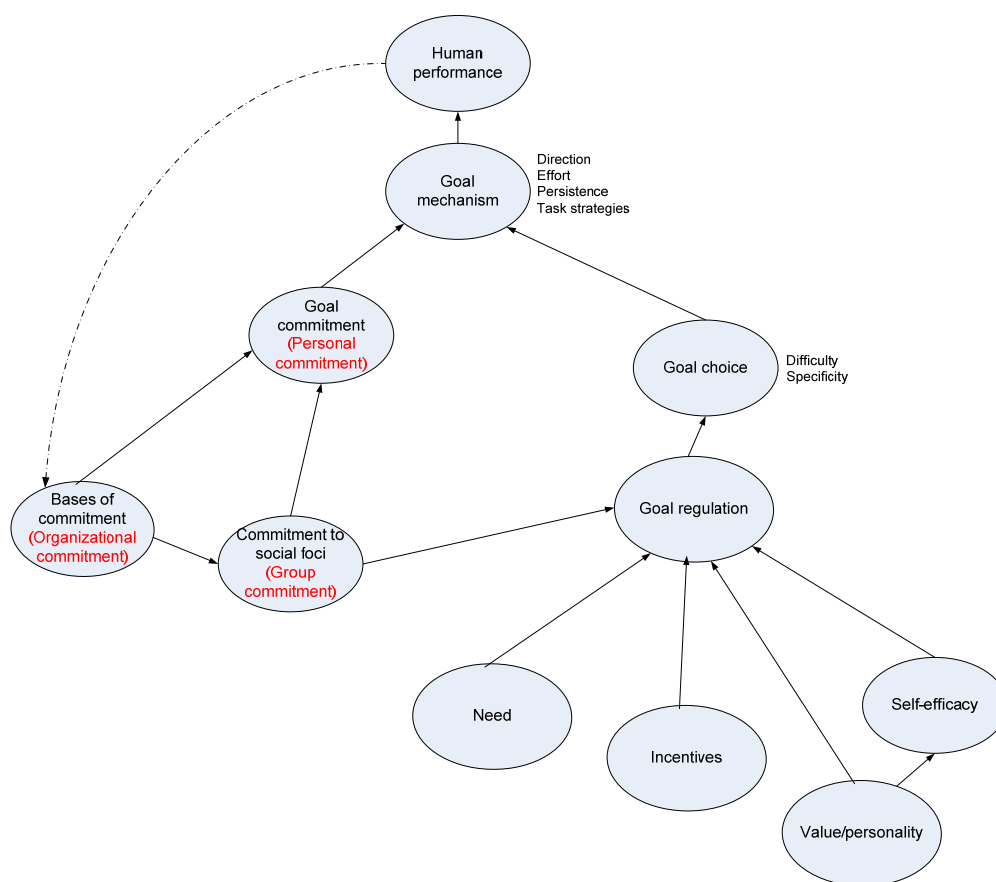 Human
performance
Goal
mechanism
Direction
Effort
Persistence
Task strategies
Goal
commitment
(Personal
commitment)
Goal choice
Difficulty
Specificity
Bases of
commitment
(Organizational
commitment)
Commitment to
social foci
(Group
commitment)
Goal regulation
Need
Incentives
Self-efficacy
Value/personality